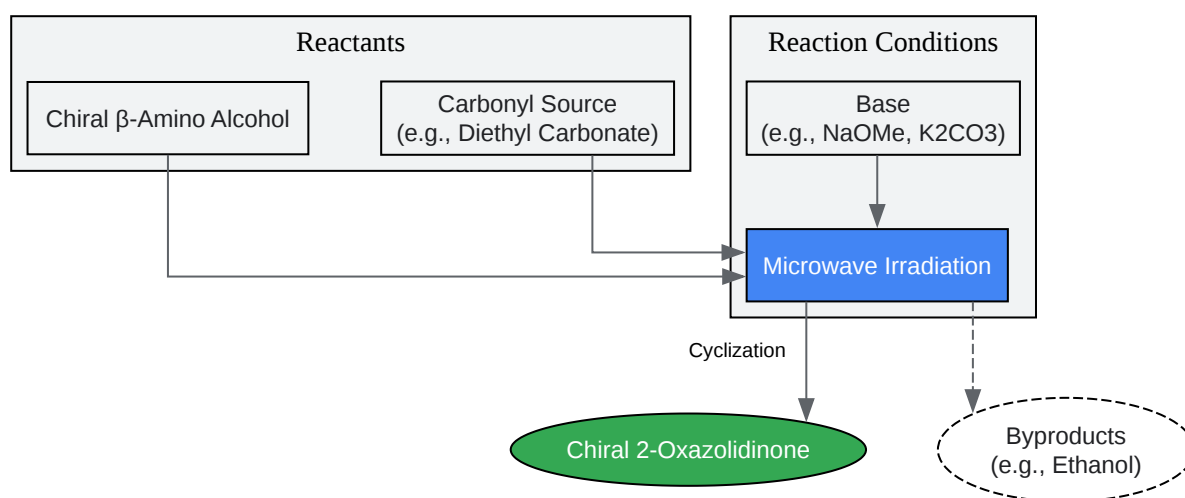 Reactants
Chiral β-Amino Alcohol
Carbonyl Source
(e.g., Diethyl Carbonate)
Reaction Conditions
Base
(e.g., NaOMe, K2CO3)
Microwave Irradiation
Cyclization
Chiral 2-Oxazolidinone
Byproducts
(e.g., Ethanol)